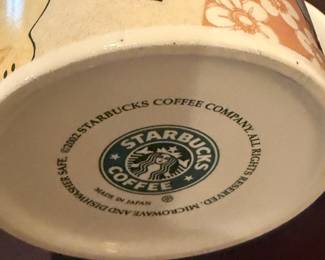 ©2002 STARBUCKS COFFEE COMPANY. ALL RIGHTS RESERVED. MICROWAVE AND DISHWASHER SAFE.
STARBUCKS
COFFEE
®
MADE IN JAPAN